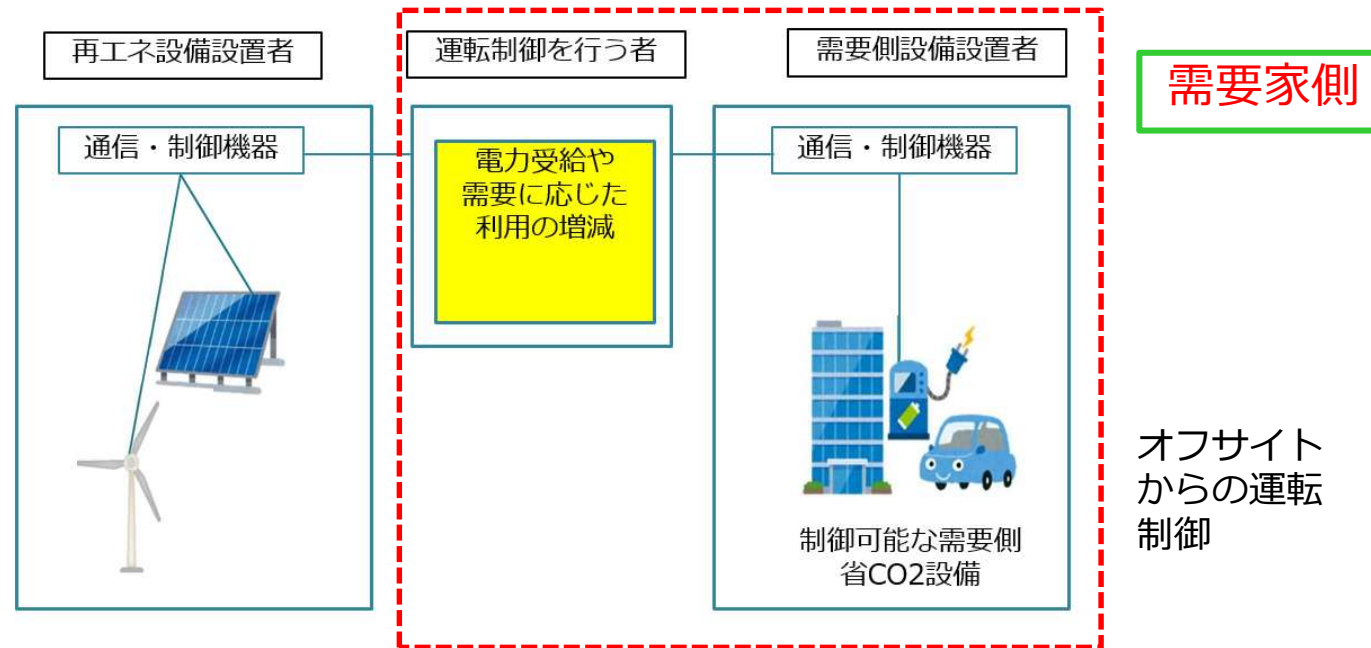 再エネ設備設置者
運転制御を行う者
需要側設備設置者
需要家側
通信・制御機器
電力受給や
需要に応じた
利用の増減
通信・制御機器
制御可能な需要側
省CO2設備
オフサイト
からの運転
制御